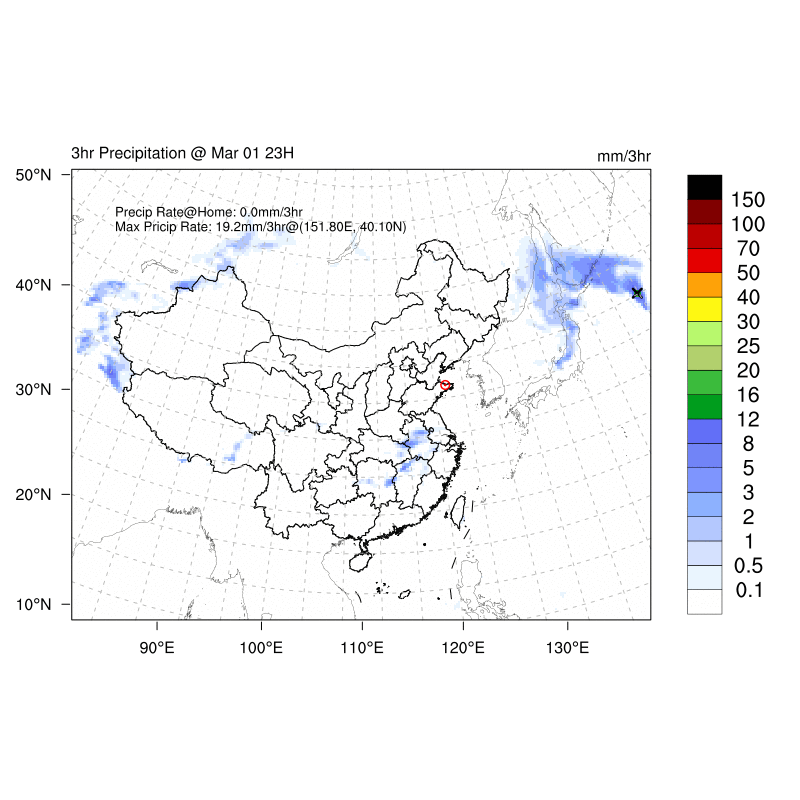 3hr Precipitation @ Mar 01 23H
mm/3hr
Precip Rate@Home: 0.0mm/3hr
Max Pricip Rate: 19.2mm/3hr@(151.80E, 40.10N)
50°N
40°N
30°N
20°N
10°N
90°E
100°E
110°E
120°E
130°E
150
100
70
50
40
30
25
20
16
12
8
5
3
2
1
0.5
0.1